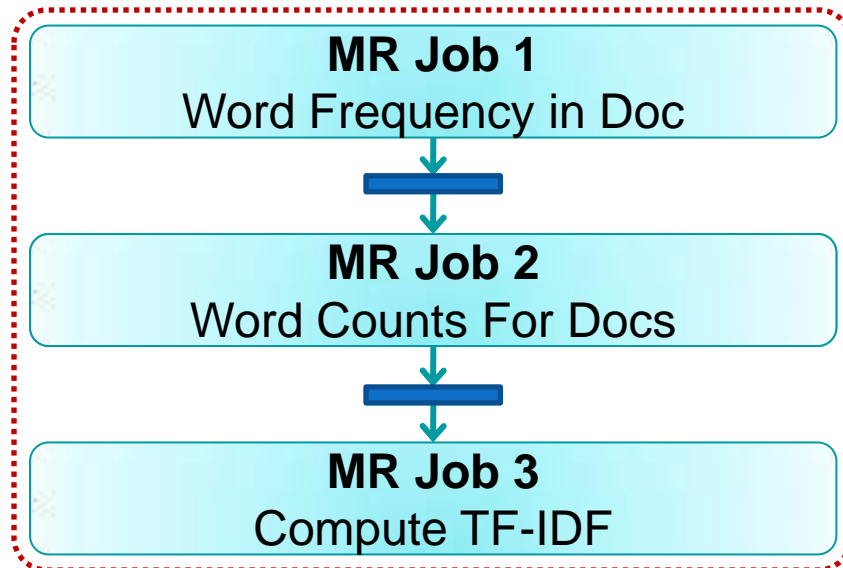 MR Job 1
Word Frequency in Doc
MR Job 2
Word Counts For Docs
MR Job 3
Compute TF-IDF